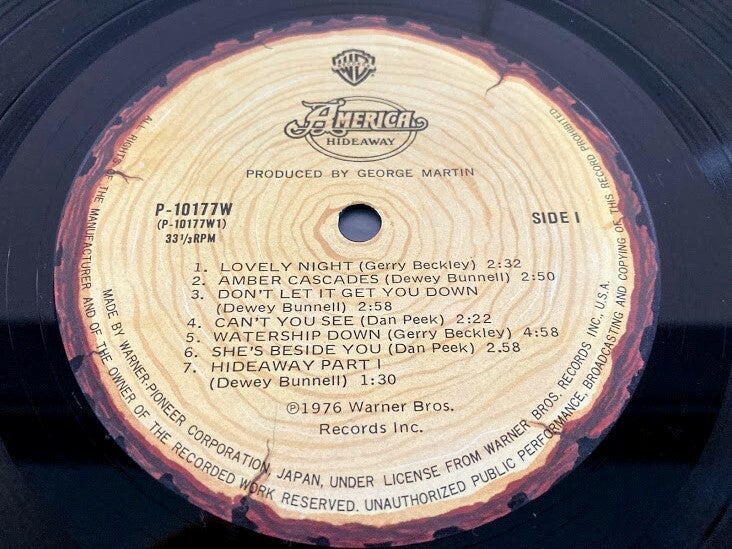 AMERICA
HIDEAWAY
PRODUCED BY GEORGE MARTIN
P-10177W
(P-10177W1)
33 1/3 RPM
SIDE I
1. LOVELY NIGHT (Gerry Beckley) 2:32
2. AMBER CASCADES (Dewey Bunnell) 2:50
3. DON'T LET IT GET YOU DOWN
(Dewey Bunnell) 2:58
4. CAN'T YOU SEE (Dan Peek) 2:22
5. WATERSHIP DOWN (Gerry Beckley) 4:58
6. SHE'S BESIDE YOU (Dan Peek) 2.58
7. HIDEAWAY PART I
(Dewey Bunnell) 1:30
℗1976 Warner Bros.
Records Inc.
MADE BY WARNER-PIONEER CORPORATION, JAPAN, UNDER LICENSE FROM WARNER BROS. RECORDS INC., U.S.A.
ALL RIGHTS OF THE MANUFACTURER AND OF THE OWNER OF THE RECORDED WORK RESERVED. UNAUTHORIZED PUBLIC PERFORMANCE, BROADCASTING AND COPYING OF THIS RECORD PROHIBITED